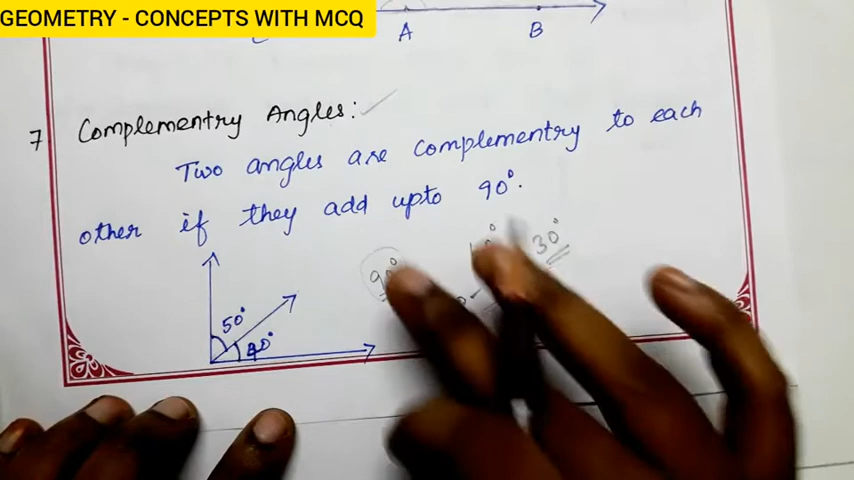 GEOMETRY - CONCEPTS WITH MCQ
A
B
7 Complementry Angles:
Two angles are complementry to each
other if they add upto 90°.
30°
50°
40°